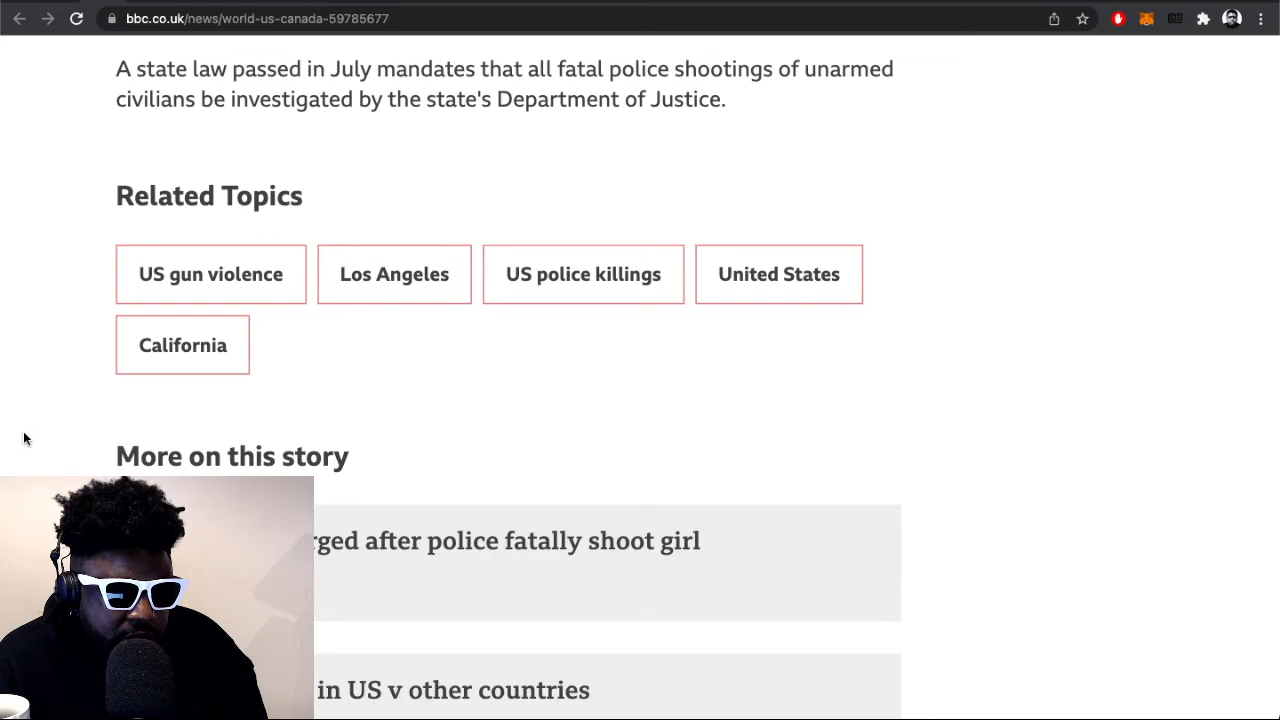 bbc.co.uk/news/world-us-canada-59785677
A state law passed in July mandates that all fatal police shootings of unarmed
civilians be investigated by the state's Department of Justice.
Related Topics
US gun violence
Los Angeles
US police killings
United States
California
More on this story
after police fatally shoot girl
in US v other countries